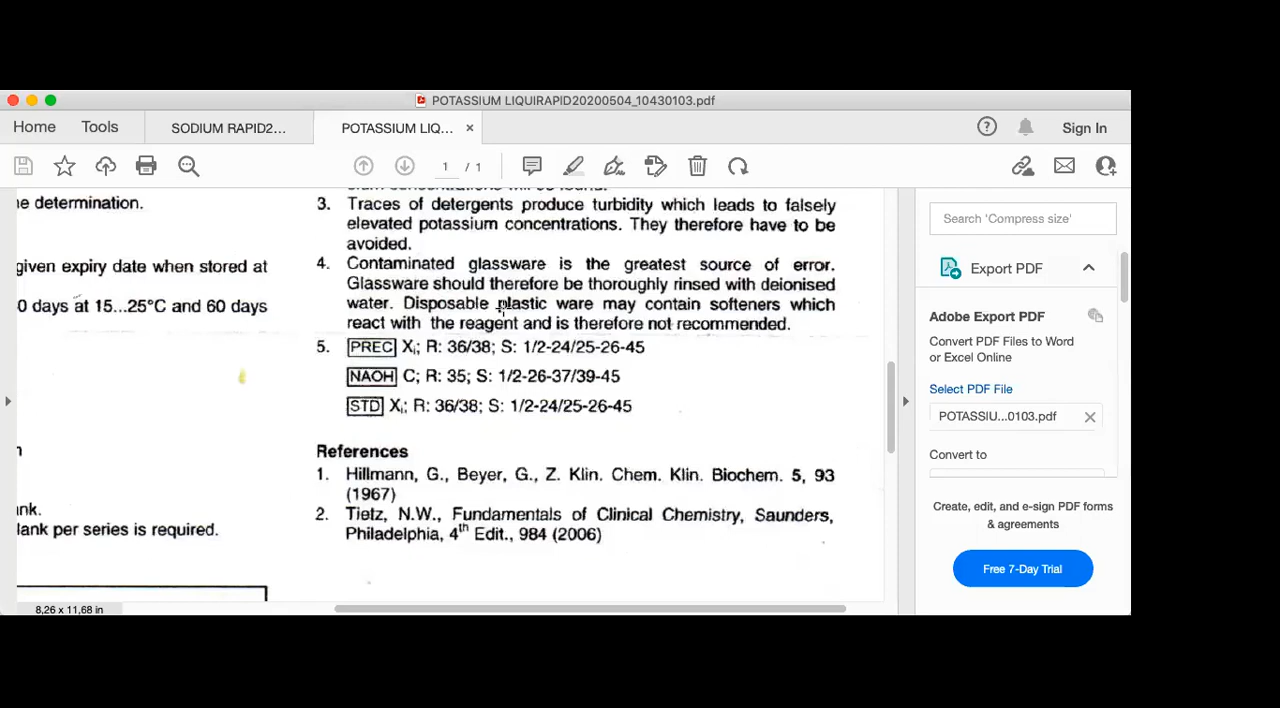 POTASSIUM LIQUIRAPID20200504_10430103.pdf
Home
Tools
SODIUM RAPID2...
POTASSIUM LIQ...
Sign In
1 / 1
e determination.
given expiry date when stored at
0 days at 15...25°C and 60 days
nk.
lank per series is required.
3. Traces of detergents produce turbidity which leads to falsely
elevated potassium concentrations. They therefore have to be
avoided.
4. Contaminated glassware is the greatest source of error.
Glassware should therefore be thoroughly rinsed with deionised
water. Disposable plastic ware may contain softeners which
react with the reagent and is therefore not recommended.
5. PREC Xi; R: 36/38; S: 1/2-24/25-26-45
NAOH C; R: 35; S: 1/2-26-37/39-45
STD Xi; R: 36/38; S: 1/2-24/25-26-45
References
1. Hillmann, G., Beyer, G., Z. Klin. Chem. Klin. Biochem. 5, 93
(1967)
2. Tietz, N.W., Fundamentals of Clinical Chemistry, Saunders,
Philadelphia, 4th Edit., 984 (2006)
8,26 x 11,68 in
Search 'Compress size'
Export PDF
Adobe Export PDF
Convert PDF Files to Word
or Excel Online
Select PDF File
POTASSIU...0103.pdf
Convert to
Create, edit, and e-sign PDF forms
& agreements
Free 7-Day Trial